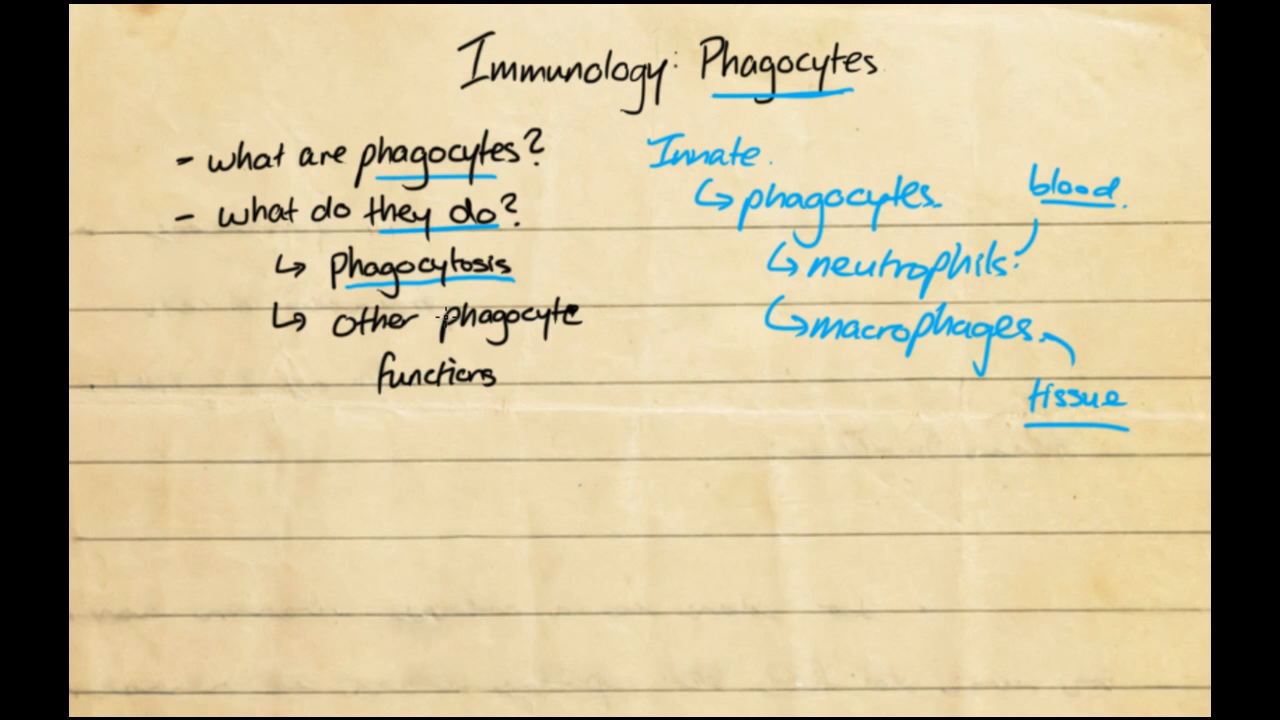 Immunology: Phagocytes
- what are phagocytes?
- what do they do?
↳ Phagocytosis
↳ other phagocyte
functions
Innate.
↳ phagocytes.
blood.
↳ neutrophils.
↳ macrophages.
tissue